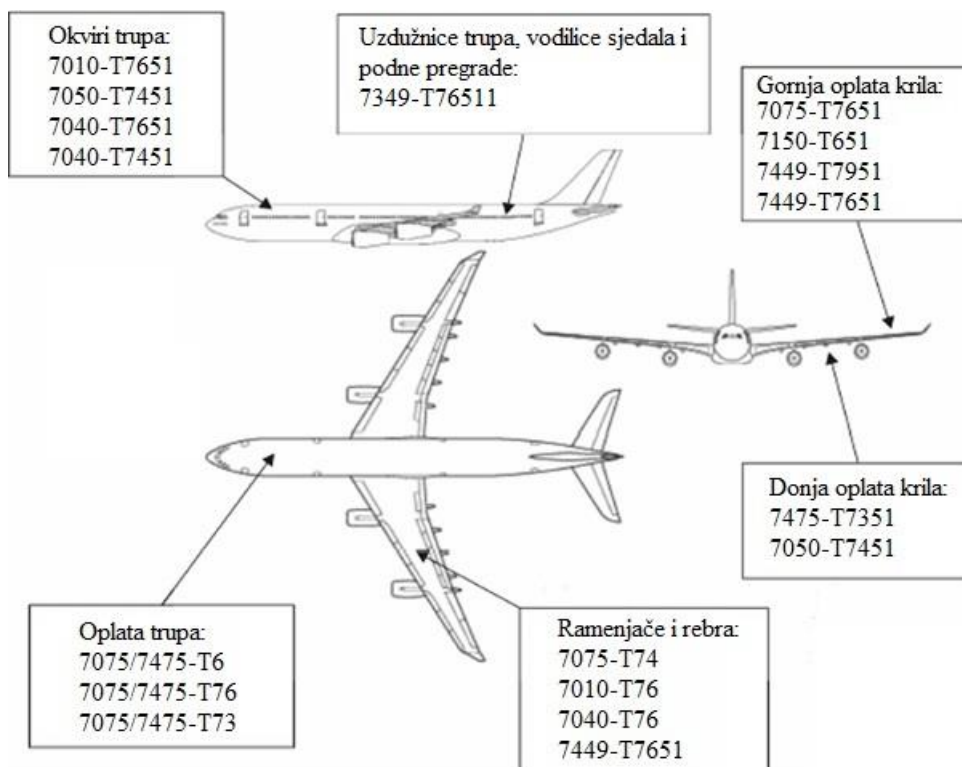 Okviri trupa:
7010-T7651
7050-T7451
7040-T7651
7040-T7451
Uzdužnice trupa, vodilice sjedala i
podne pregrade:
7349-T76511
Gornja oplata krila:
7075-T7651
7150-T651
7449-T7951
7449-T7651
Donja oplata krila:
7475-T7351
7050-T7451
Oplata trupa:
7075/7475-T6
7075/7475-T76
7075/7475-T73
Ramenjače i rebra:
7075-T74
7010-T76
7040-T76
7449-T7651